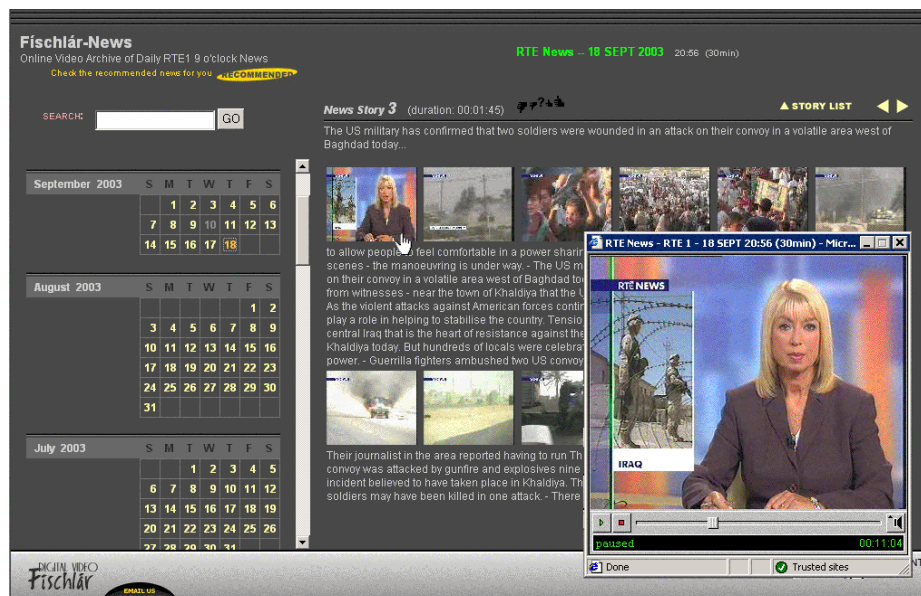 Físchlár-News
Online Video Archive of Daily RTE1 9 o'clock News
Check the recommended news for you RECOMMENDED
RTE News -- 18 SEPT 2003 20:56 (30min)
SEARCH: GO
News Story 3 (duration: 00:01:45)
STORY LIST
The US military has confirmed that two soldiers were wounded in an attack on their convoy in a volatile area west of
Baghdad today...
September 2003 S M T W T F S
1 2 3 4 5 6
7 8 9 10 11 12 13
14 15 16 17 18
August 2003 S M T W T F S
1 2
3 4 5 6 7 8 9
10 11 12 13 14 15 16
17 18 19 20 21 22 23
24 25 26 27 28 29 30
31
July 2003 S M T W T F S
1 2 3 4 5
6 7 8 9 10 11 12
13 14 15 16 17 18 19
20 21 22 23 24 25 26
27 28 29 30 31
to allow people to feel comfortable in a power sharin
scenes - the manoeuvring is under way. - The US m
on their convoy in a volatile area west of Baghdad to
from witnesses - near the town of Khaldiya that the U
As the violent attacks against American forces contin
play a role in helping to stabilise the country. Tensio
central Iraq that is the heart of resistance against the
Khaldiya today. But hundreds of locals were celebrat
power. - Guerrilla fighters ambushed two US convoy
Their journalist in the area reported having to run Th
convoy was attacked by gunfire and explosives nine
incident believed to have taken place in Khaldiya. Th
soldiers may have been killed in one attack. - There
RTE News - RTE 1 - 18 SEPT 20:56 (30min) - Micr...
RTÉ NEWS
IRAQ
paused 00:11:04
Done Trusted sites
DIGITAL VIDEO
Físchlár
EMAIL US